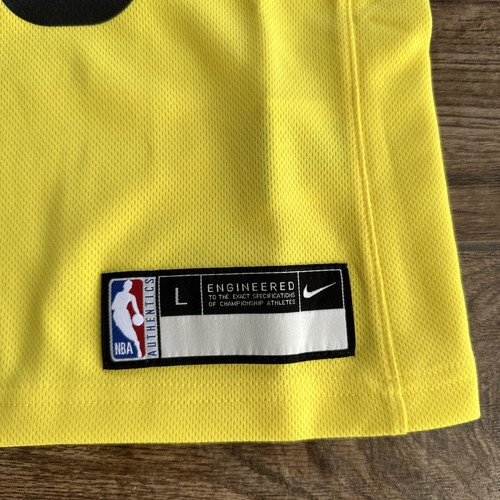 NBA
AUTHENTICS
L
ENGINEERED
TO THE EXACT SPECIFICATIONS
OF CHAMPIONSHIP ATHLETES